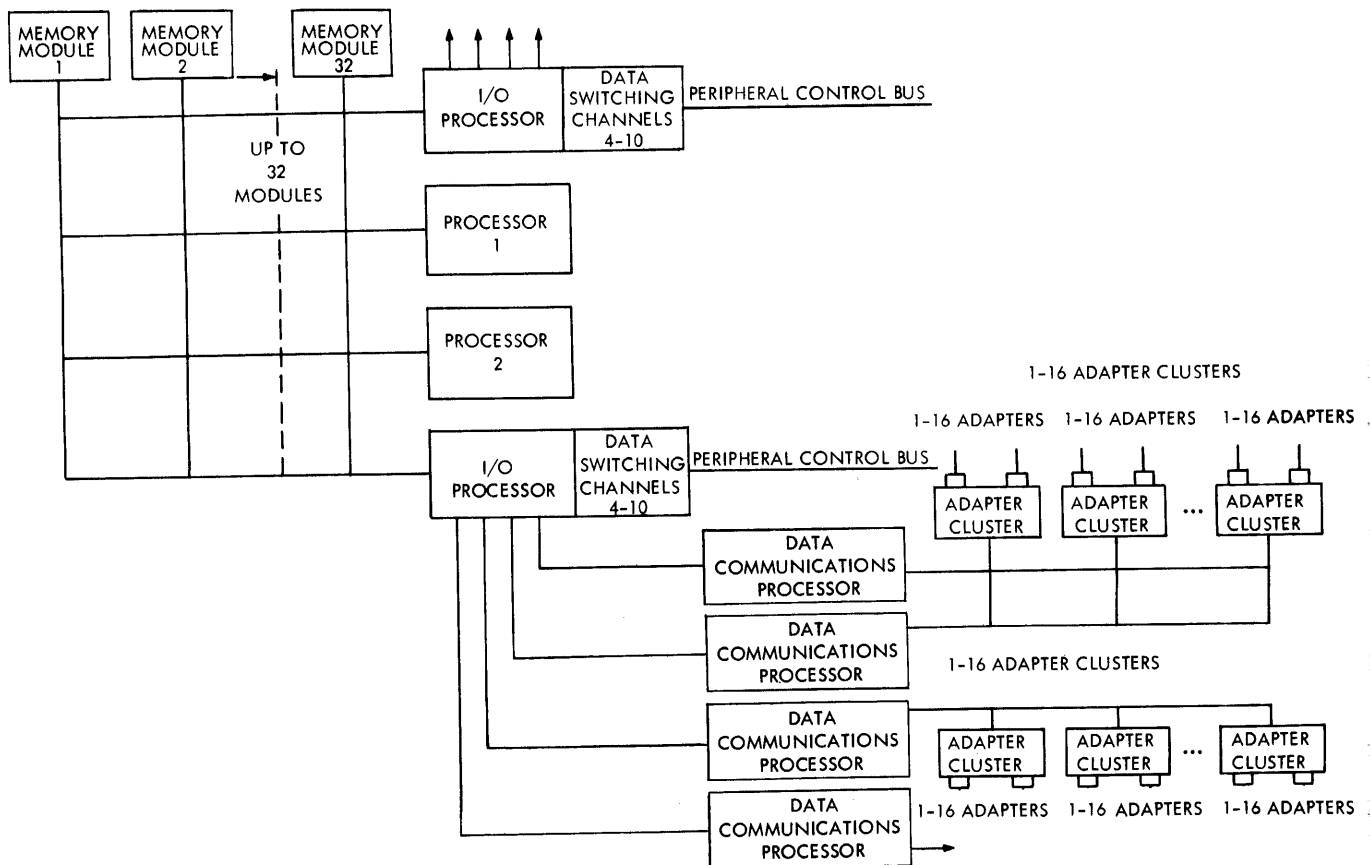 MEMORY
MODULE
1
MEMORY
MODULE
2
MEMORY
MODULE
32
UP TO
32
MODULES
I/O
PROCESSOR
DATA
SWITCHING
CHANNELS
4-10
PERIPHERAL CONTROL BUS
PROCESSOR
1
PROCESSOR
2
I/O
PROCESSOR
DATA
SWITCHING
CHANNELS
4-10
PERIPHERAL CONTROL BUS
1-16 ADAPTER CLUSTERS
1-16 ADAPTERS
1-16 ADAPTERS
1-16 ADAPTERS
ADAPTER
CLUSTER
ADAPTER
CLUSTER
...
ADAPTER
CLUSTER
DATA
COMMUNICATIONS
PROCESSOR
DATA
COMMUNICATIONS
PROCESSOR
1-16 ADAPTER CLUSTERS
DATA
COMMUNICATIONS
PROCESSOR
ADAPTER
CLUSTER
ADAPTER
CLUSTER
...
ADAPTER
CLUSTER
1-16 ADAPTERS
1-16 ADAPTERS
1-16 ADAPTERS
DATA
COMMUNICATIONS
PROCESSOR